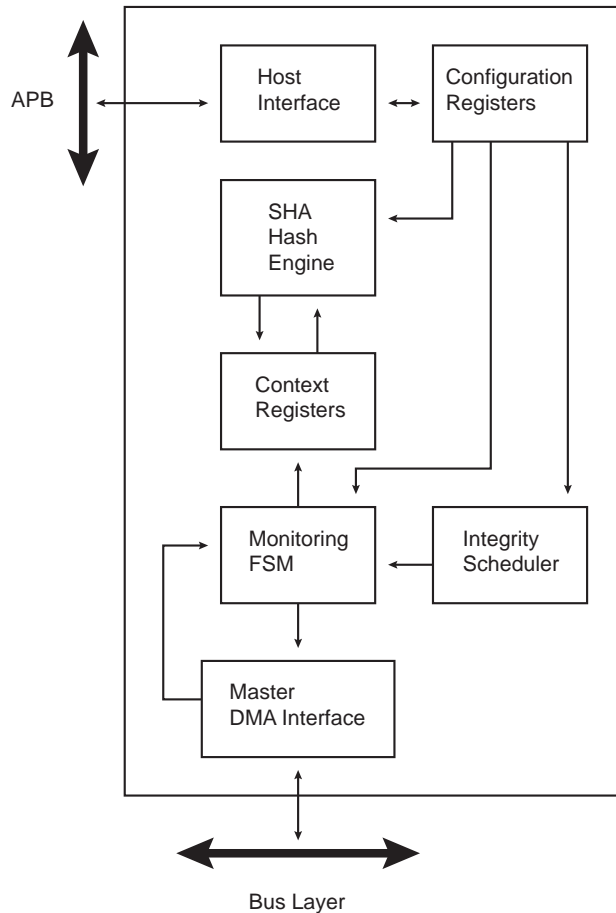 APB
Host
Interface
Configuration
Registers
SHA
Hash
Engine
Context
Registers
Monitoring
FSM
Integrity
Scheduler
Master
DMA Interface
Bus Layer